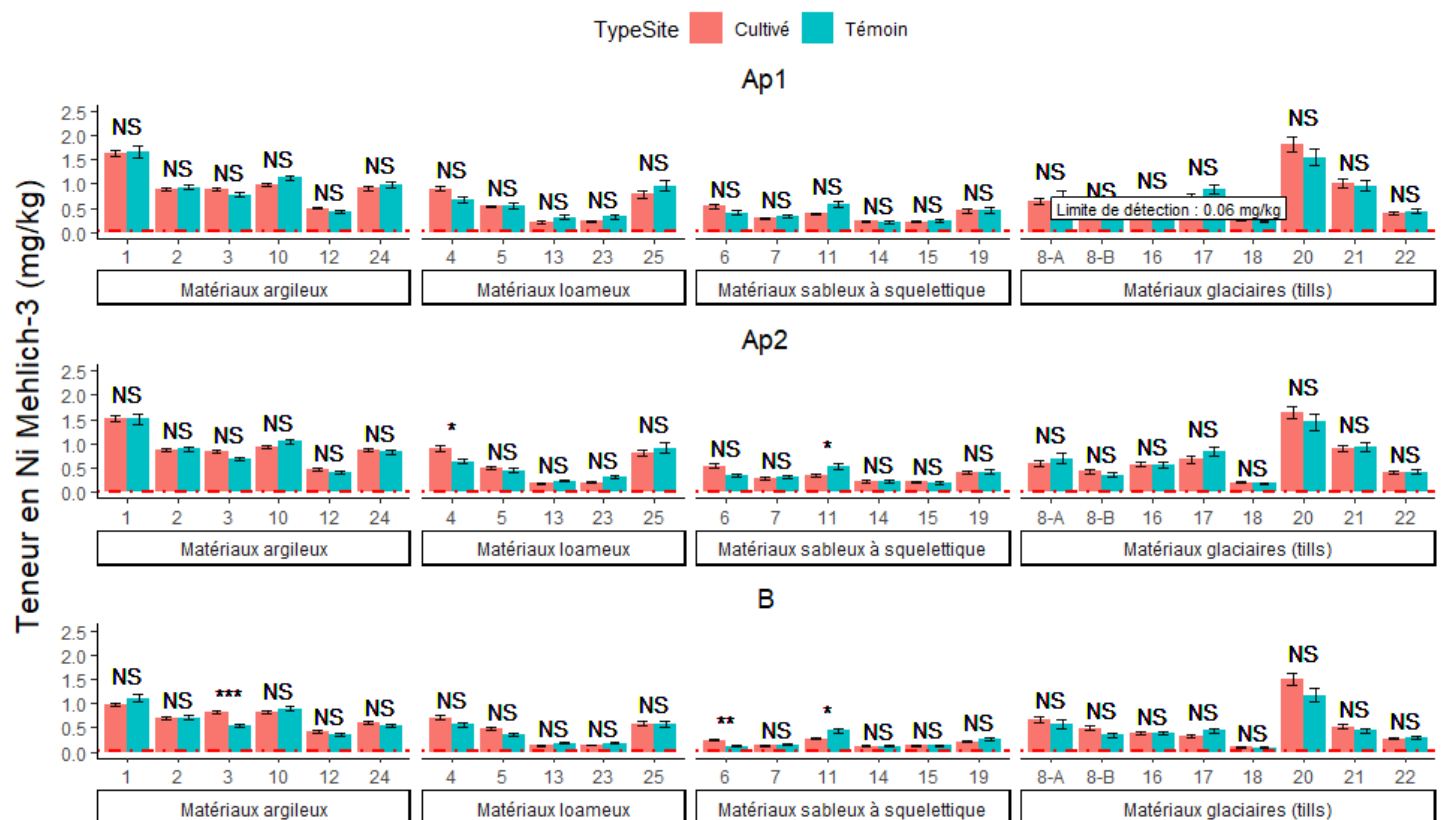 TypeSite Cultivé Témoin
Teneur en Ni Mehlich-3 (mg/kg)
Ap1
2.5
2.0
1.5
1.0
0.5
0.0
NS NS NS NS NS NS NS NS NS NS NS NS NS NS NS NS NS NS NS NS NS NS NS NS NS
Limite de détection : 0.06 mg/kg
1 2 3 10 12 24 4 5 13 23 25 6 7 11 14 15 19 8-A 8-B 16 17 18 20 21 22
Matériaux argileux Matériaux loameux Matériaux sableux à squelettique Matériaux glaciaires (tills)
Ap2
2.5
2.0
1.5
1.0
0.5
0.0
NS NS NS NS NS NS * NS NS NS NS NS NS * NS NS NS NS NS NS NS NS NS NS NS
1 2 3 10 12 24 4 5 13 23 25 6 7 11 14 15 19 8-A 8-B 16 17 18 20 21 22
Matériaux argileux Matériaux loameux Matériaux sableux à squelettique Matériaux glaciaires (tills)
B
2.5
2.0
1.5
1.0
0.5
0.0
NS NS *** NS NS NS NS NS NS NS NS ** NS * NS NS NS NS NS NS NS NS NS NS NS
1 2 3 10 12 24 4 5 13 23 25 6 7 11 14 15 19 8-A 8-B 16 17 18 20 21 22
Matériaux argileux Matériaux loameux Matériaux sableux à squelettique Matériaux glaciaires (tills)